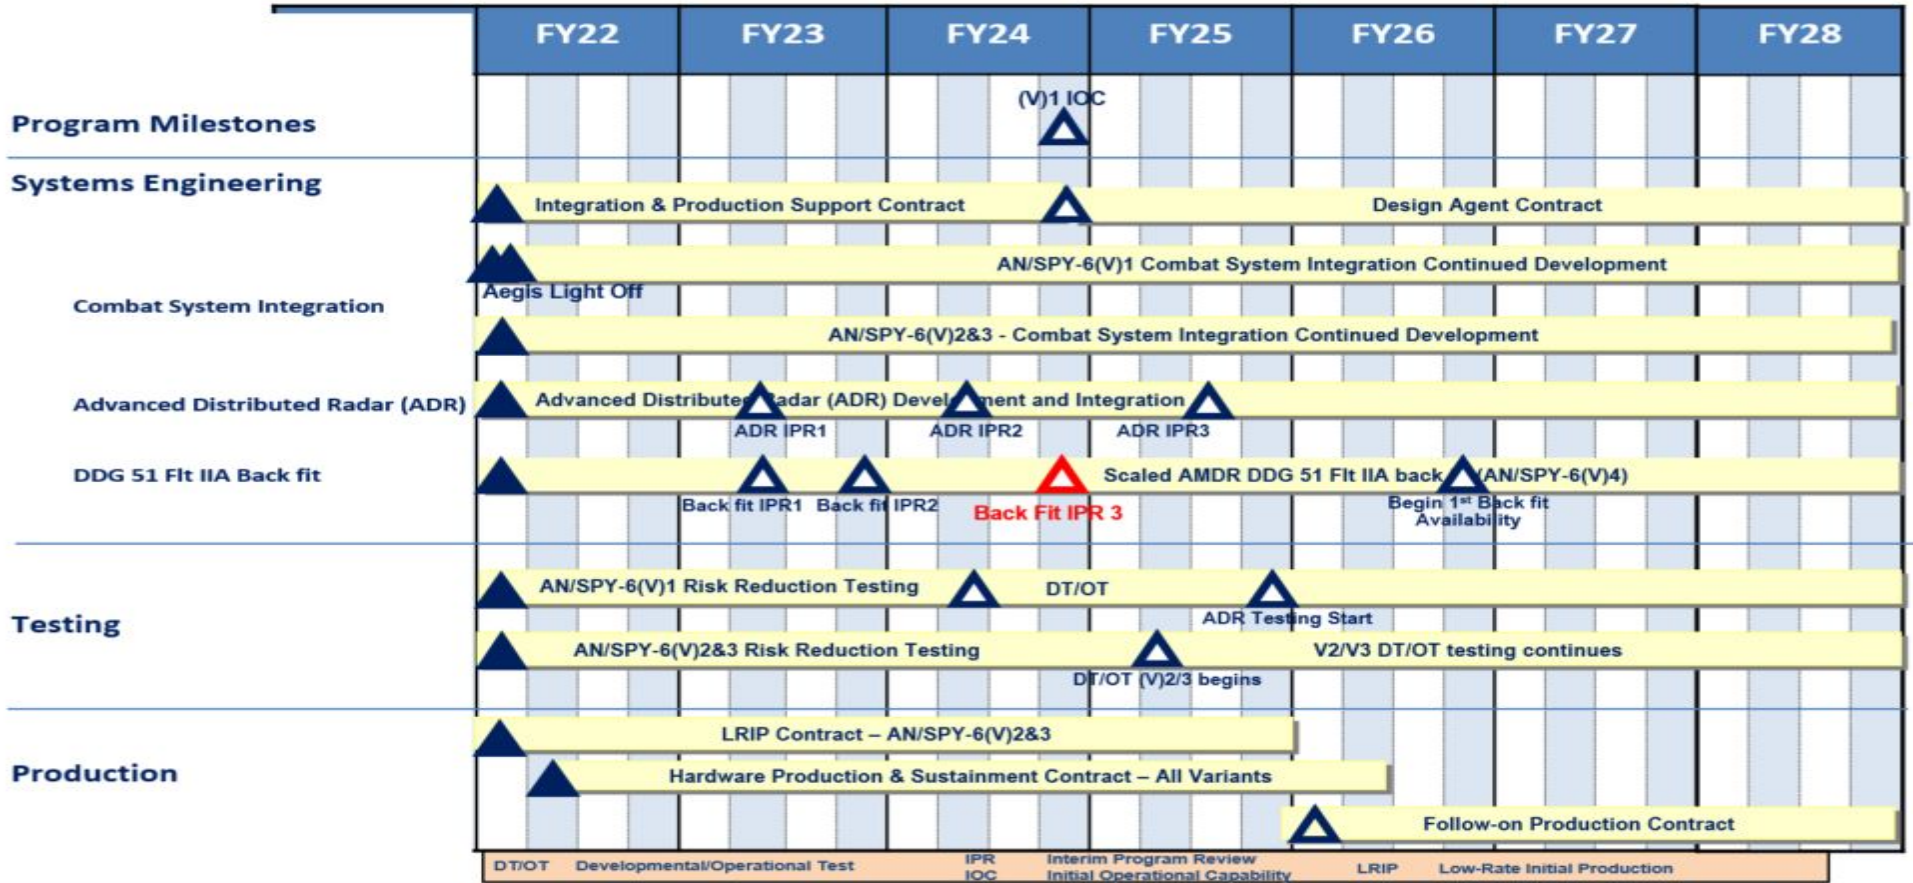 FY22 FY23 FY24 FY25 FY26 FY27 FY28
(V)1 IOC
Program Milestones
Systems Engineering
Integration & Production Support Contract
Design Agent Contract
AN/SPY-6(V)1 Combat System Integration Continued Development
Aegis Light Off
Combat System Integration
AN/SPY-6(V)2&3 - Combat System Integration Continued Development
Advanced Distributed Radar (ADR)
Advanced Distributed Radar (ADR) Development and Integration
ADR IPR1
ADR IPR2
ADR IPR3
DDG 51 Flt IIA Back fit
Scaled AMDR DDG 51 Flt IIA back (AN/SPY-6(V)4)
Back fit IPR1
Back fit IPR2
Back Fit IPR 3
Begin 1st Back fit
Availability
Testing
AN/SPY-6(V)1 Risk Reduction Testing
DT/OT
ADR Testing Start
AN/SPY-6(V)2&3 Risk Reduction Testing
V2/V3 DT/OT testing continues
DT/OT (V)2/3 begins
Production
LRIP Contract – AN/SPY-6(V)2&3
Hardware Production & Sustainment Contract – All Variants
Follow-on Production Contract
DT/OT Developmental/Operational Test
IPR Interim Program Review
IOC Initial Operational Capability
LRIP Low-Rate Initial Production